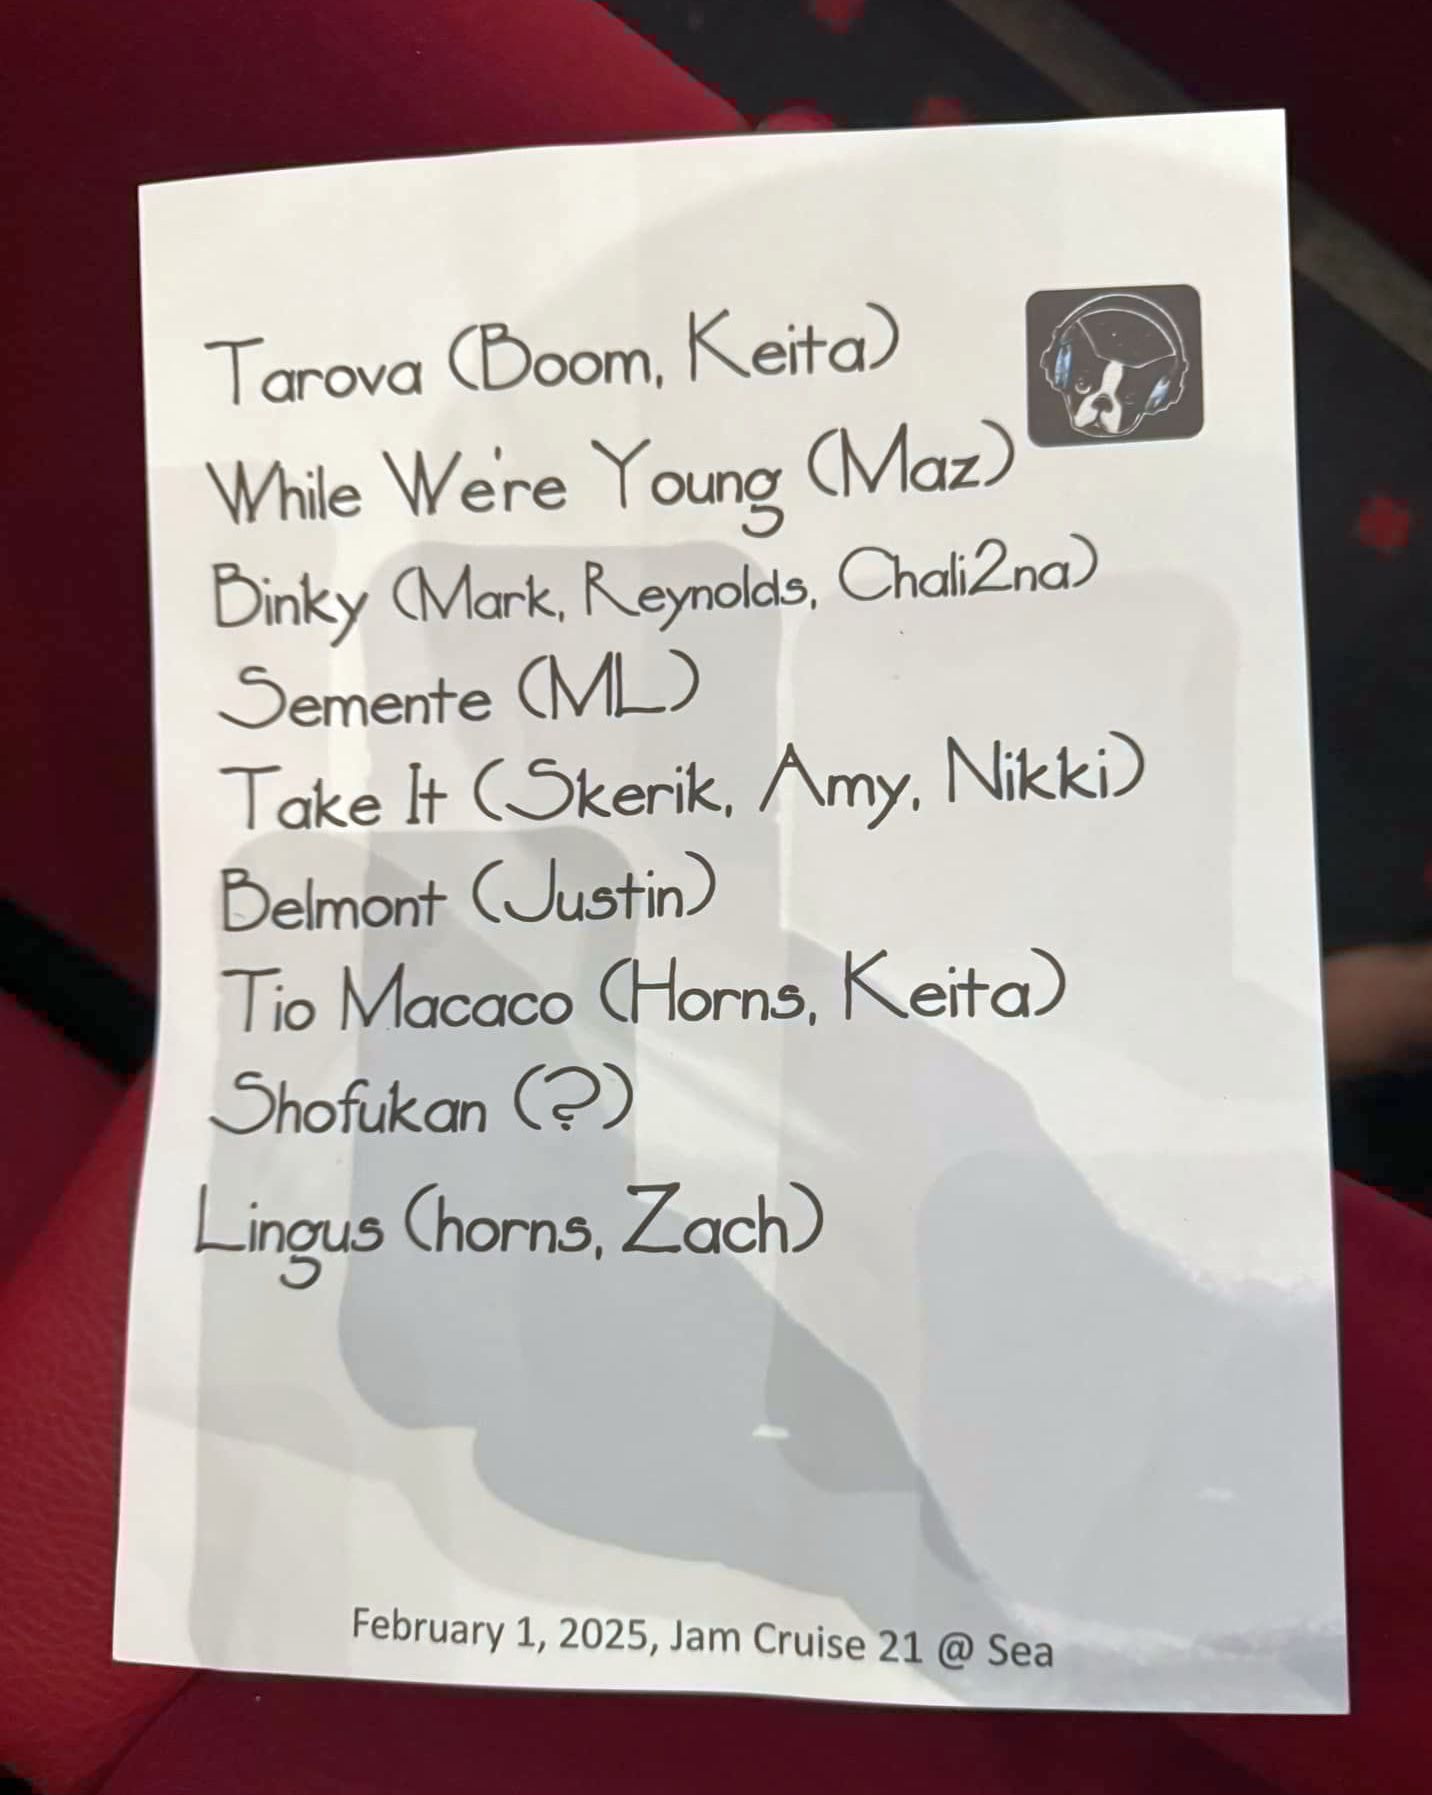 Tarova (Boom, Keita)
While We're Young (Maz)
Binky (Mark, Reynolds, Chali2na)
Semente (ML)
Take It (Skerik, Amy, Nikki)
Belmont (Justin)
Tio Macaco (Horns, Keita)
Shofukan (?)
Lingus (horns, Zach)
February 1, 2025, Jam Cruise 21 @ Sea